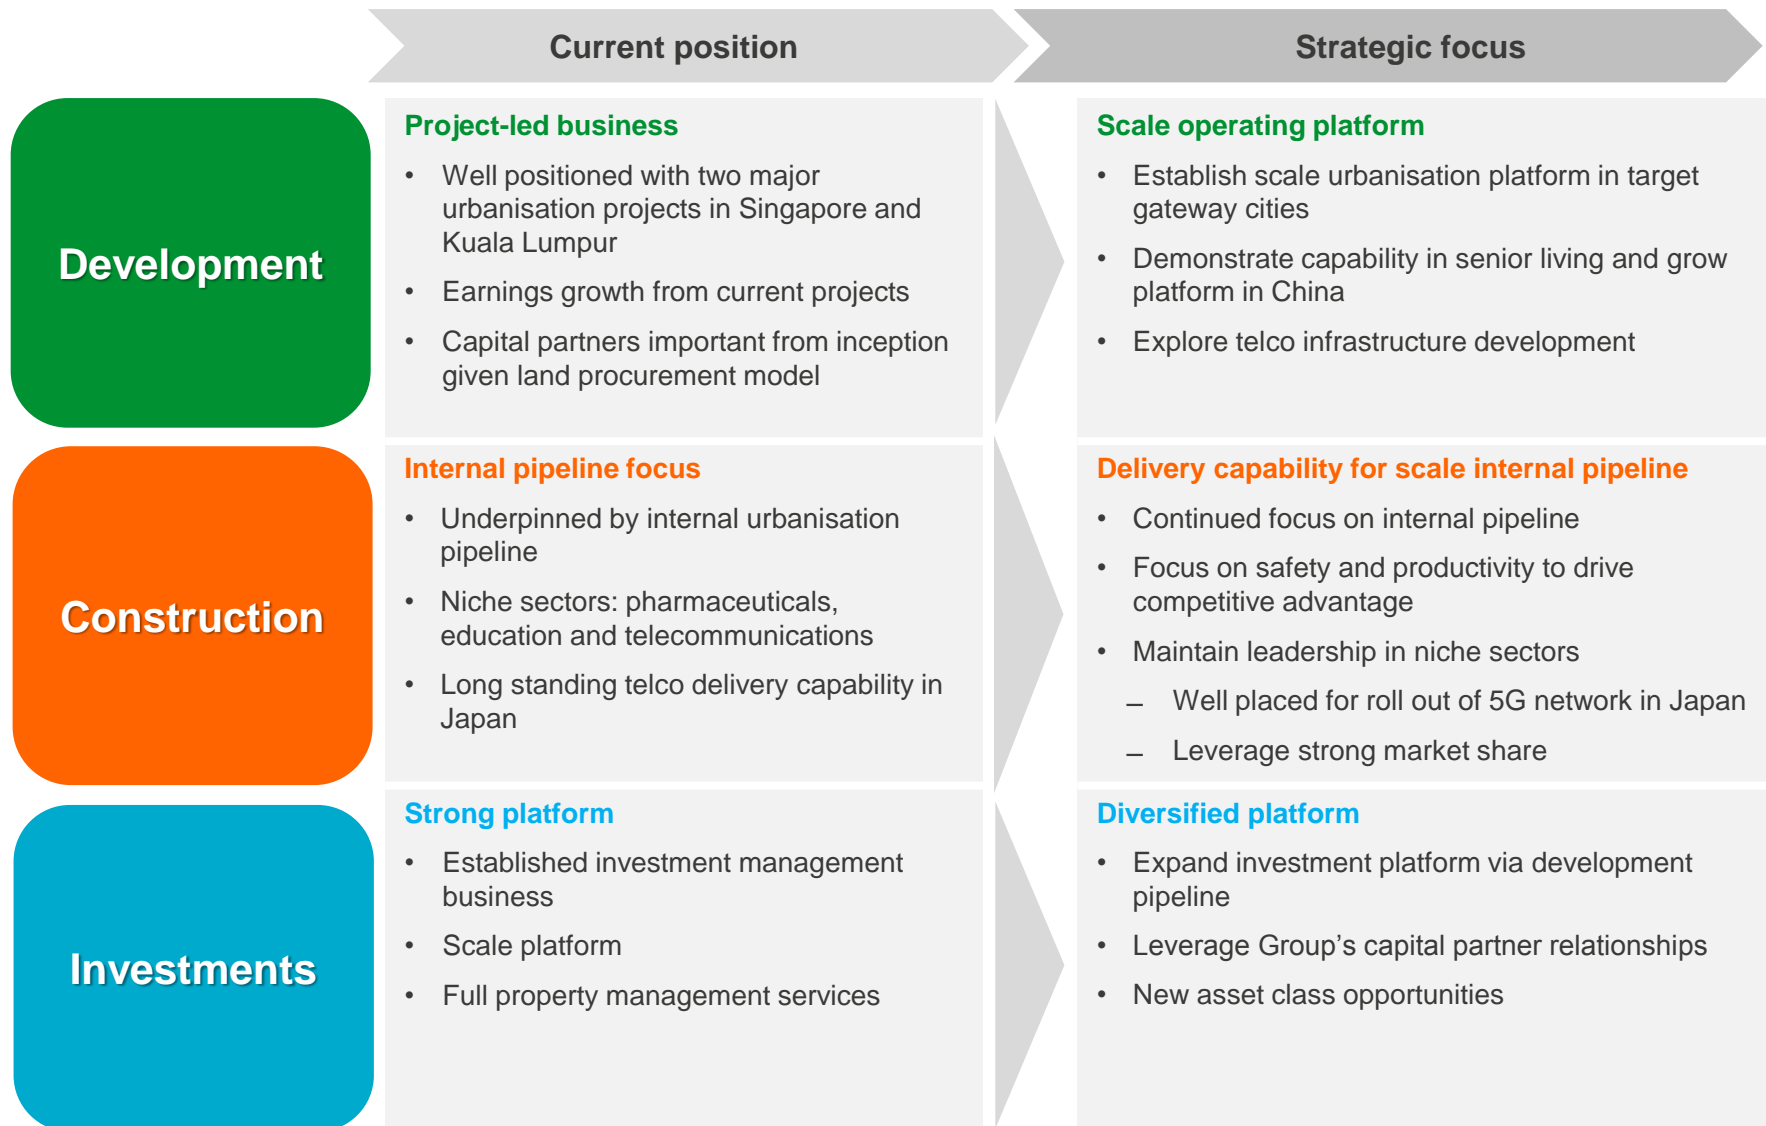 Current position
Strategic focus
Development
Project-led business
• Well positioned with two major
urbanisation projects in Singapore and
Kuala Lumpur
• Earnings growth from current projects
• Capital partners important from inception
given land procurement model
Scale operating platform
• Establish scale urbanisation platform in target
gateway cities
• Demonstrate capability in senior living and grow
platform in China
• Explore telco infrastructure development
Construction
Internal pipeline focus
• Underpinned by internal urbanisation
pipeline
• Niche sectors: pharmaceuticals,
education and telecommunications
• Long standing telco delivery capability in
Japan
Delivery capability for scale internal pipeline
• Continued focus on internal pipeline
• Focus on safety and productivity to drive
competitive advantage
• Maintain leadership in niche sectors
– Well placed for roll out of 5G network in Japan
– Leverage strong market share
Investments
Strong platform
• Established investment management
business
• Scale platform
• Full property management services
Diversified platform
• Expand investment platform via development
pipeline
• Leverage Group’s capital partner relationships
• New asset class opportunities